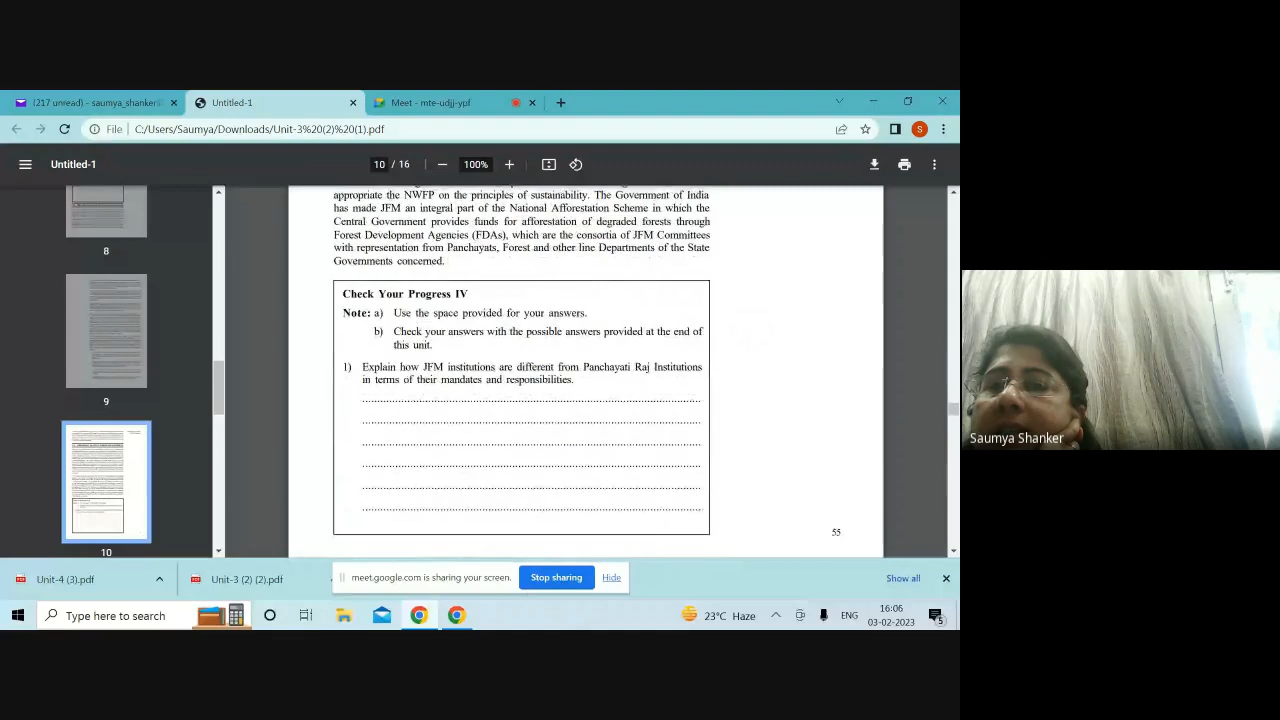 (217 unread) - saumya_shanker
Untitled-1
Meet - mte-udjj-ypf
File
C:/Users/Saumya/Downloads/Unit-3%20(2)%20(1).pdf
S
Untitled-1
10 / 16
100%
appropriate the NWFP on the principles of sustainability. The Government of India
has made JFM an integral part of the National Afforestation Scheme in which the
Central Government provides funds for afforestation of degraded forests through
Forest Development Agencies (FDAs), which are the consortia of JFM Committees
with representation from Panchayats, Forest and other line Departments of the State
Governments concerned.
8
9
10
Check Your Progress IV
Note: a) Use the space provided for your answers.
b) Check your answers with the possible answers provided at the end of
this unit.
1) Explain how JFM institutions are different from Panchayati Raj Institutions
in terms of their mandates and responsibilities.
55
Saumya Shanker
Unit-4 (3).pdf
Unit-3 (2) (2).pdf
meet.google.com is sharing your screen.
Stop sharing
Hide
Show all
Type here to search
23°C Haze
ENG
16:06
03-02-2023
5